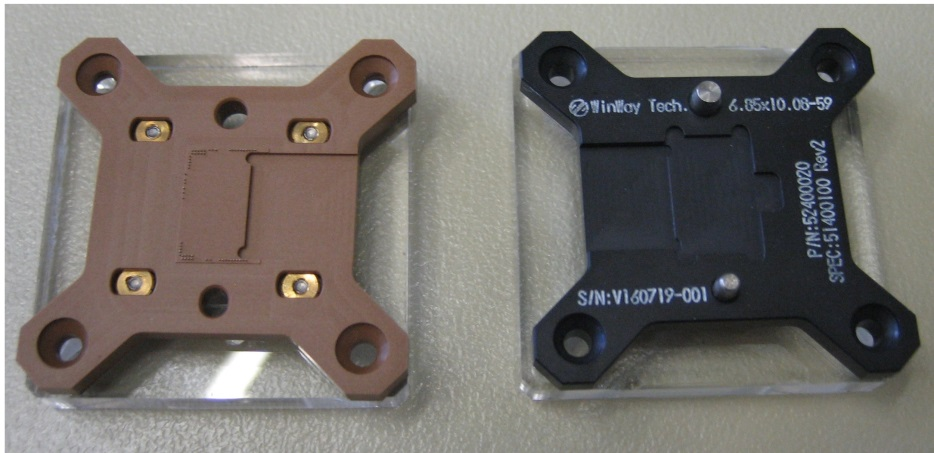 WinWay Tech. 6.85x10.08-59
P/N:52400020
SPEC:51400100 Rev2
S/N:V160719-001